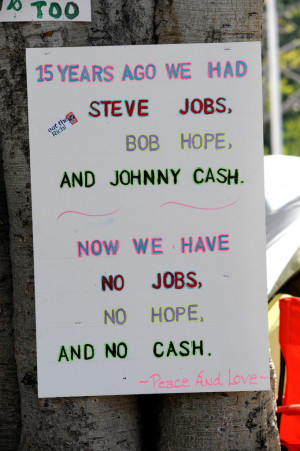 TOO
15 YEARS AGO WE HAD
STEVE JOBS,
BOB HOPE,
AND JOHNNY CASH.
NOW WE HAVE
NO JOBS,
NO HOPE,
AND NO CASH.
-Peace And Love-